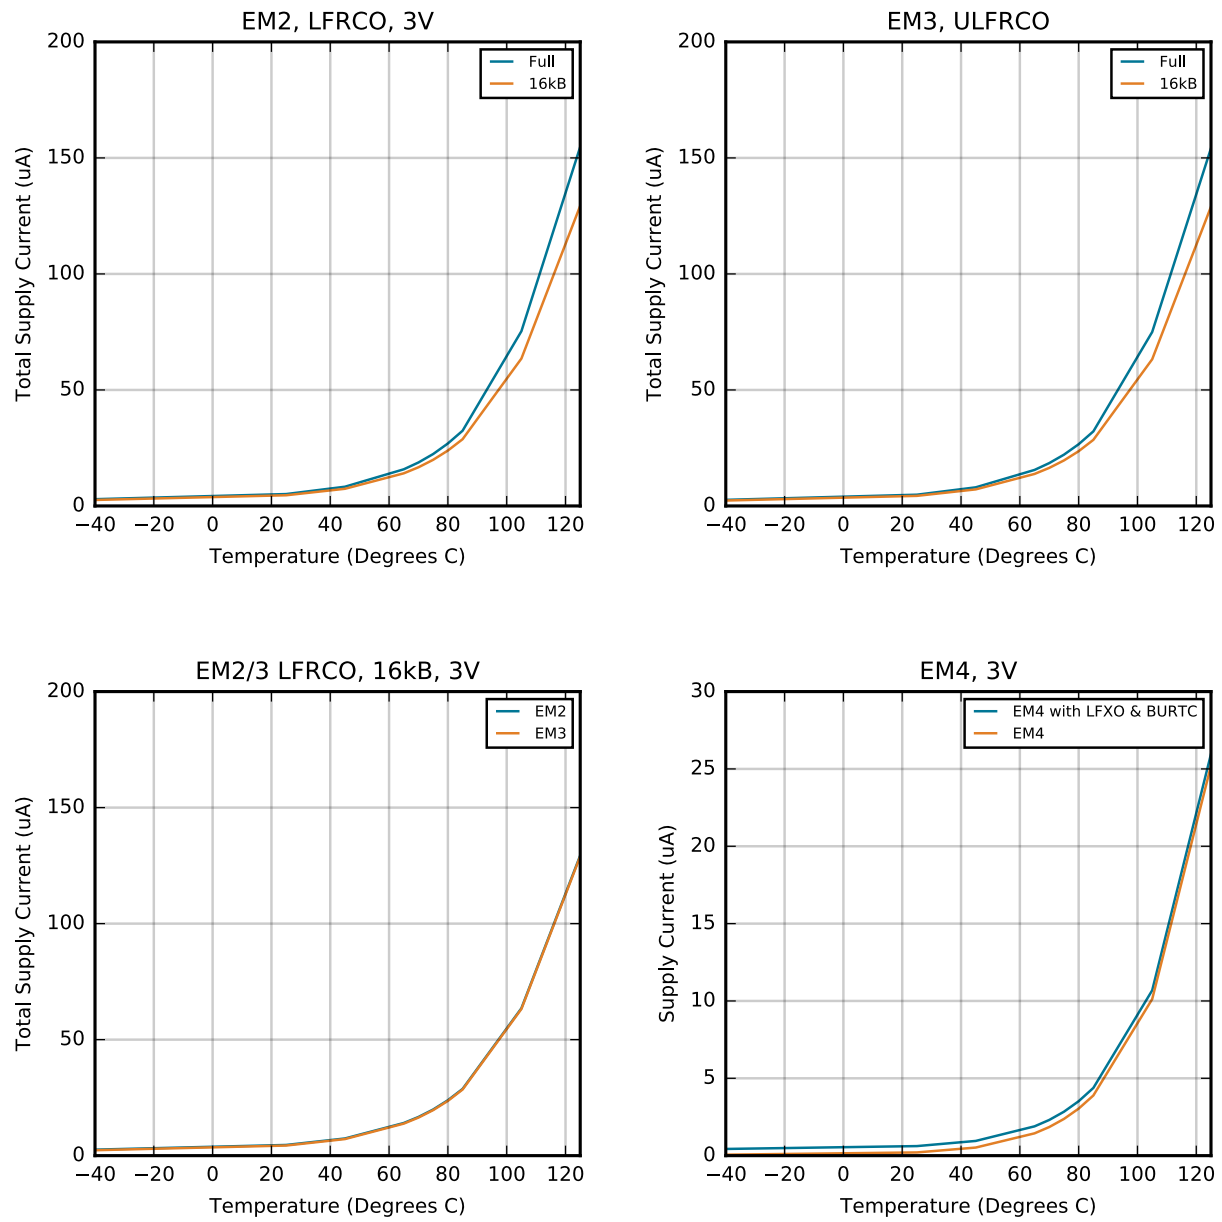 EM2, LFRCO, 3V
200
150
100
50
0
Total Supply Current (uA)
Full
16kB
−40 −20 0 20 40 60 80 100 120
Temperature (Degrees C)
EM3, ULFRCO
200
150
100
50
0
Total Supply Current (uA)
Full
16kB
−40 −20 0 20 40 60 80 100 120
Temperature (Degrees C)
EM2/3 LFRCO, 16kB, 3V
200
150
100
50
0
Total Supply Current (uA)
EM2
EM3
−40 −20 0 20 40 60 80 100 120
Temperature (Degrees C)
EM4, 3V
30
25
20
15
10
5
0
Supply Current (uA)
EM4 with LFXO & BURTC
EM4
−40 −20 0 20 40 60 80 100 120
Temperature (Degrees C)